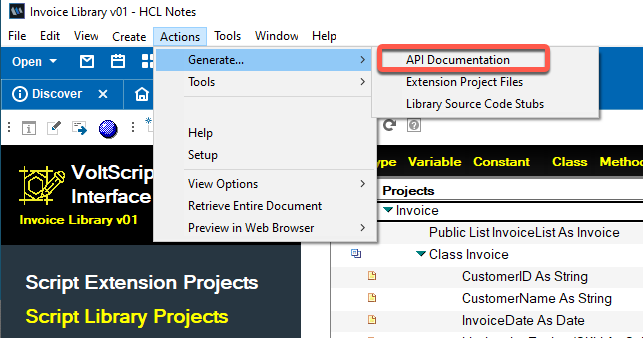 Invoice Library v01 - HCL Notes
File Edit View Create Actions Tools Window Help
Open
Generate...
API Documentation
Tools
Extension Project Files
Library Source Code Stubs
Discover
Help
Setup
View Options
Retrieve Entire Document
Preview in Web Browser
VoltScrip
Interface
Invoice Library v01
Script Extension Projects
Script Library Projects
ype Variable Constant Class Method
Projects
Invoice
Public List InvoiceList As Invoice
Class Invoice
CustomerID As String
CustomerName As String
InvoiceDate As Date